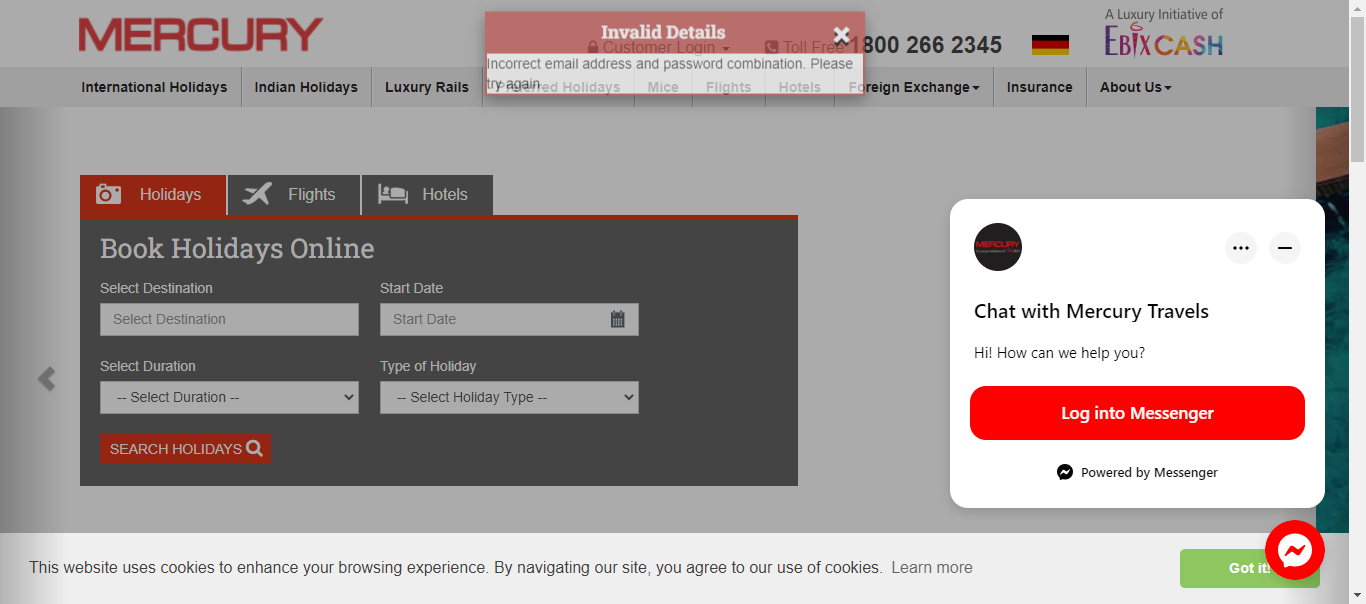 MERCURY
Invalid Details
Customer Login
Toll Free
1800 266 2345
A Luxury Initiative of
EBIXCASH
Incorrect email address and password combination. Please
try again.
International Holidays
Indian Holidays
Luxury Rails
Preferred Holidays
Mice
Flights
Hotels
Foreign Exchange
Insurance
About Us
Holidays
Flights
Hotels
Book Holidays Online
Select Destination
Start Date
Select Destination
Start Date
Select Duration
Type of Holiday
-- Select Duration --
-- Select Holiday Type --
SEARCH HOLIDAYS
MERCURY
Chat with Mercury Travels
Hi! How can we help you?
Log into Messenger
Powered by Messenger
This website uses cookies to enhance your browsing experience. By navigating our site, you agree to our use of cookies. Learn more
Got it!